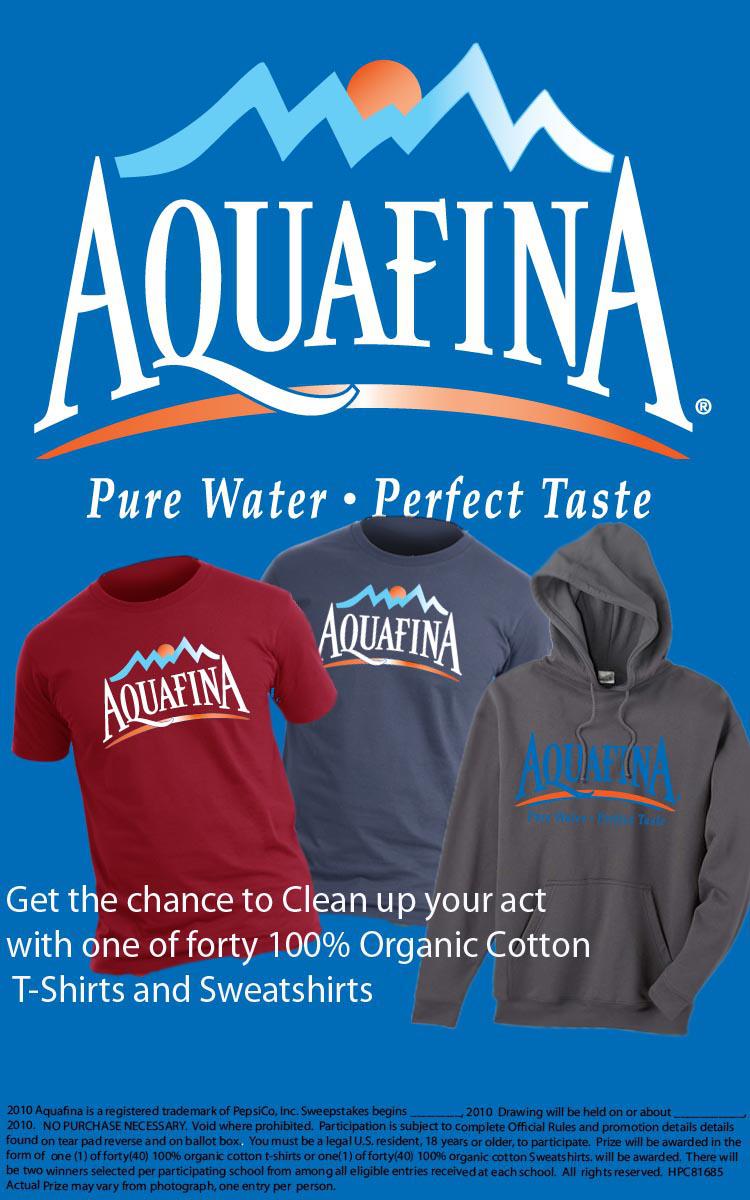 AQUAFINA®
Pure Water • Perfect Taste
AQUAFINA
AQUAFINA
AQUAFINA
Pure Water • Perfect Taste
Get the chance to Clean up your act
with one of forty 100% Organic Cotton
T-Shirts and Sweatshirts
2010 Aquafina is a registered trademark of PepsiCo, Inc. Sweepstakes begins ________, 2010 Drawing will be held on or about ___________,
2010. NO PURCHASE NECESSARY. Void where prohibited. Participation is subject to complete Official Rules and promotion details details
found on tear pad reverse and on ballot box. You must be a legal U.S. resident, 18 years or older, to participate. Prize will be awarded in the
form of one (1) of forty(40) 100% organic cotton t-shirts or one(1) of forty(40) 100% organic cotton Sweatshirts. will be awarded. There will
be two winners selected per participating school from among all eligible entries received at each school. All rights reserved. HPC81685
Actual Prize may vary from photograph, one entry per person.